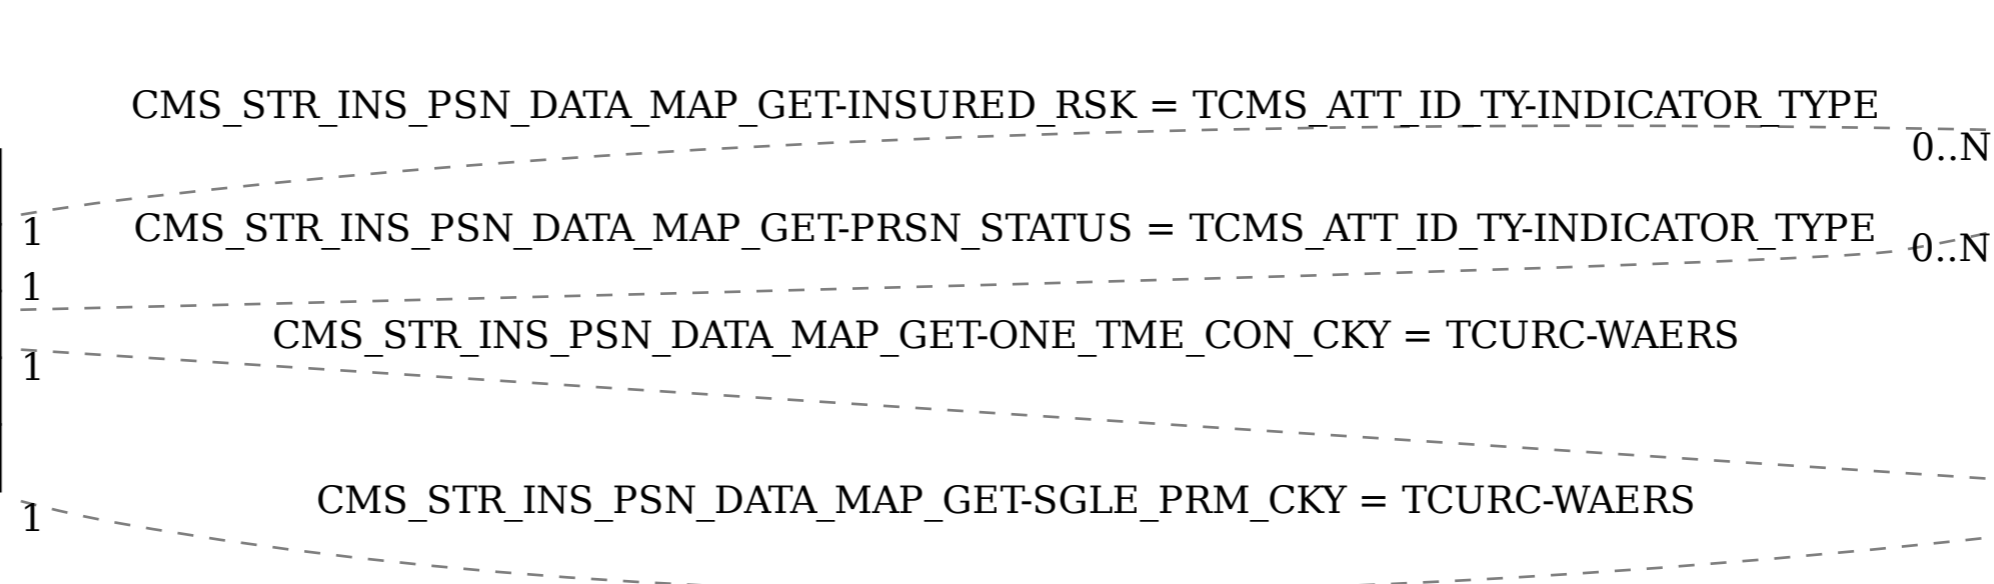 CMS_STR_INS_PSN_DATA_MAP_GET-INSURED_RSK = TCMS_ATT_ID_TY-INDICATOR_TYPE
0..N
1
CMS_STR_INS_PSN_DATA_MAP_GET-PRSN_STATUS = TCMS_ATT_ID_TY-INDICATOR_TYPE
0..N
1
CMS_STR_INS_PSN_DATA_MAP_GET-ONE_TME_CON_CKY = TCURC-WAERS
1
CMS_STR_INS_PSN_DATA_MAP_GET-SGLE_PRM_CKY = TCURC-WAERS
1